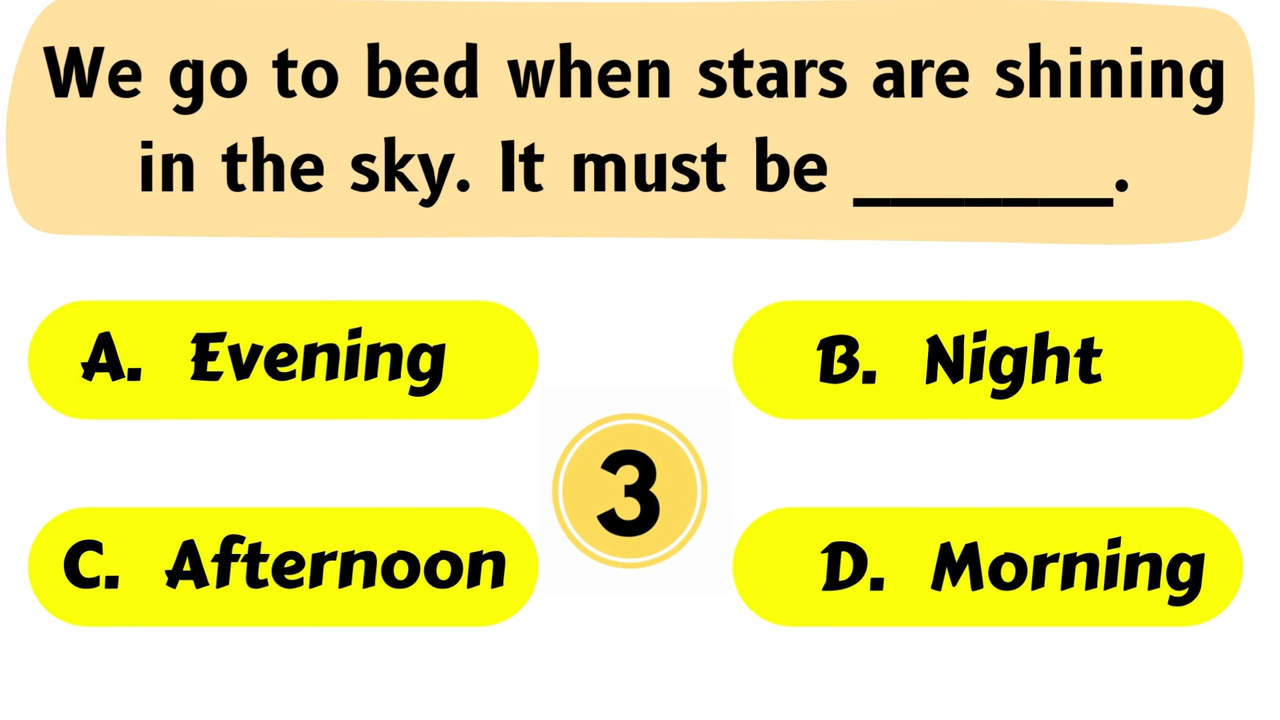 We go to bed when stars are shining
in the sky. It must be _______.
A. Evening
B. Night
3
C. Afternoon
D. Morning